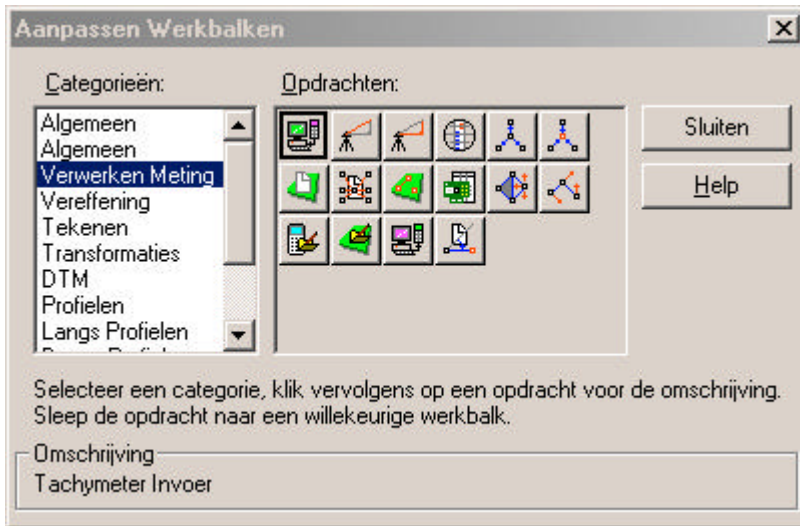 Aanpassen Werkbalken
Categorieën:
Opdrachten:
Algemeen
Algemeen
Verwerken Meting
Vereffening
Tekenen
Transformaties
DTM
Profielen
Langs Profielen
Sluiten
Help
Selecteer een categorie, klik vervolgens op een opdracht voor de omschrijving.
Sleep de opdracht naar een willekeurige werkbalk.
Omschrijving
Tachymeter Invoer